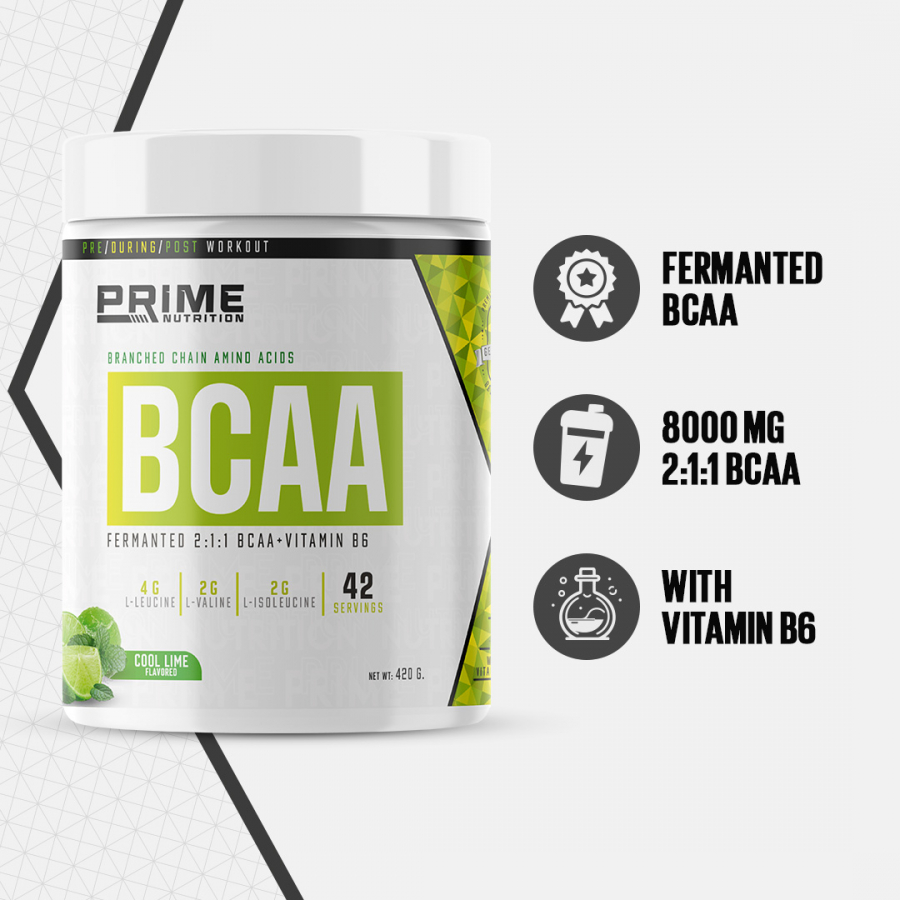 PRE/DURING/POST WORKOUT
PRIME
NUTRITION
BRANCHED CHAIN AMINO ACIDS
BCAA
FERMANTED 2:1:1 BCAA+VITAMIN B6
4 G 2G 2G 42
L-LEUCINE L-VALINE L-ISOLEUCINE SERVINGS
COOL LIME
FLAVORED
NET WT: 420 G.
FERMANTED
BCAA
8000 MG
2:1:1 BCAA
WITH
VITAMIN B6